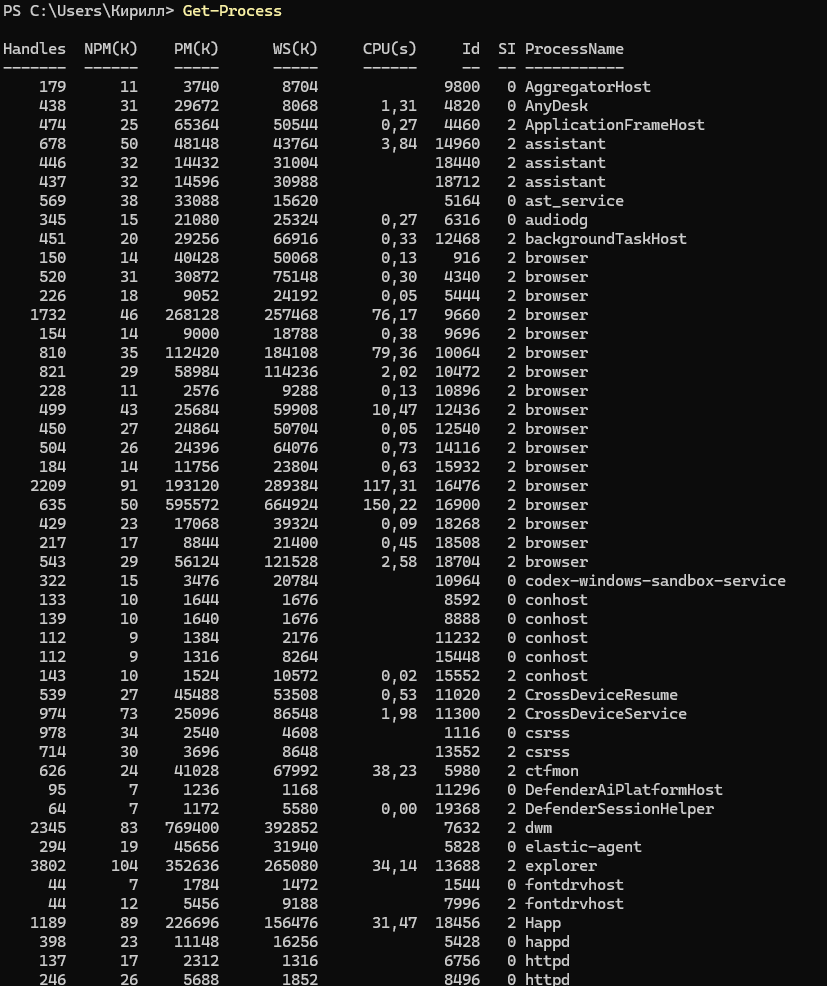 PS C:\Users\Кирилл> Get-Process
Handles NPM(K) PM(K) WS(K) CPU(s) Id SI ProcessName
------- ------ ----- ----- ------ -- -- -----------
179 11 3740 8704 9800 0 AggregatorHost
438 31 29672 8068 1,31 4820 0 AnyDesk
474 25 65364 50544 0,27 4460 2 ApplicationFrameHost
678 50 48148 43764 3,84 14960 2 assistant
446 32 14432 31004 18440 2 assistant
437 32 14596 30988 18712 2 assistant
569 38 33088 15620 5164 0 ast_service
345 15 21080 25324 0,27 6316 0 audiodg
451 20 29256 66916 0,33 12468 2 backgroundTaskHost
150 14 40428 50068 0,13 916 2 browser
520 31 30872 75148 0,30 4340 2 browser
226 18 9052 24192 0,05 5444 2 browser
1732 46 268128 257468 76,17 9660 2 browser
154 14 9000 18788 0,38 9696 2 browser
810 35 112420 184108 79,36 10064 2 browser
821 29 58984 114236 2,02 10472 2 browser
228 11 2576 9288 0,13 10896 2 browser
499 43 25684 59908 10,47 12436 2 browser
450 27 24864 50704 0,05 12540 2 browser
504 26 24396 64076 0,73 14116 2 browser
184 14 11756 23804 0,63 15932 2 browser
2209 91 193120 289384 117,31 16476 2 browser
635 50 595572 664924 150,22 16900 2 browser
429 23 17068 39324 0,09 18268 2 browser
217 17 8844 21400 0,45 18508 2 browser
543 29 56124 121528 2,58 18704 2 browser
322 15 3476 20784 10964 0 codex-windows-sandbox-service
133 10 1644 1676 8592 0 conhost
139 10 1640 1676 8888 0 conhost
112 9 1384 2176 11232 0 conhost
112 9 1316 8264 15448 0 conhost
143 10 1524 10572 0,02 15552 2 conhost
539 27 45488 53508 0,53 11020 2 CrossDeviceResume
974 73 25096 86548 1,98 11300 2 CrossDeviceService
978 34 2540 4608 1116 0 csrss
714 30 3696 8648 13552 2 csrss
626 24 41028 67992 38,23 5980 2 ctfmon
95 7 1236 1168 11296 0 DefenderAiPlatformHost
64 7 1172 5580 0,00 19368 2 DefenderSessionHelper
2345 83 769400 392852 7632 2 dwm
294 19 45656 31940 5828 0 elastic-agent
3802 104 352636 265080 34,14 13688 2 explorer
44 7 1784 1472 1544 0 fontdrvhost
44 12 5456 9188 7996 2 fontdrvhost
1189 89 226696 156476 31,47 18456 2 Happ
398 23 11148 16256 5428 0 happd
137 17 2312 1316 6756 0 httpd
246 26 5688 1852 8496 0 httpd